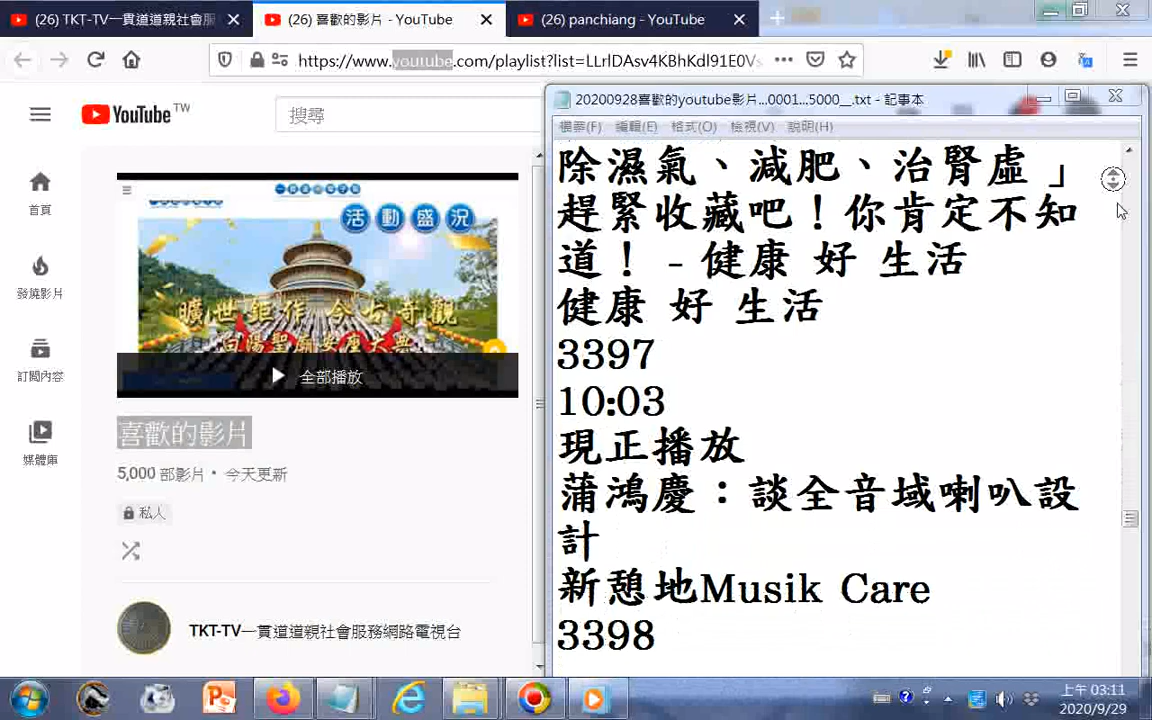 (26) TKT-TV一貫道道親社會服
(26) 喜歡的影片 - YouTube
(26) panchiang - YouTube
https://www.youtube.com/playlist?list=LLrlDAsv4KBhKdl91E0Vs
YouTube TW
搜尋
首頁
發燒影片
訂閱內容
媒體庫
活動盛況
曠世鉅作 今古奇觀
全部播放
喜歡的影片
5,000 部影片・ 今天更新
私人
TKT-TV一貫道道親社會服務網路電視台
20200928喜歡的youtube影片...0001...5000__.txt - 記事本
檔案(F) 編輯(E) 格式(O) 檢視(V) 說明(H)
除濕氣、減肥、治腎虛 」
趕緊收藏吧！你肯定不知
道！ - 健康 好 生活
健康 好 生活
3397
10:03
現正播放
蒲鴻慶：談全音域喇叭設
計
新憩地Musik Care
3398
上午 03:11
2020/9/29